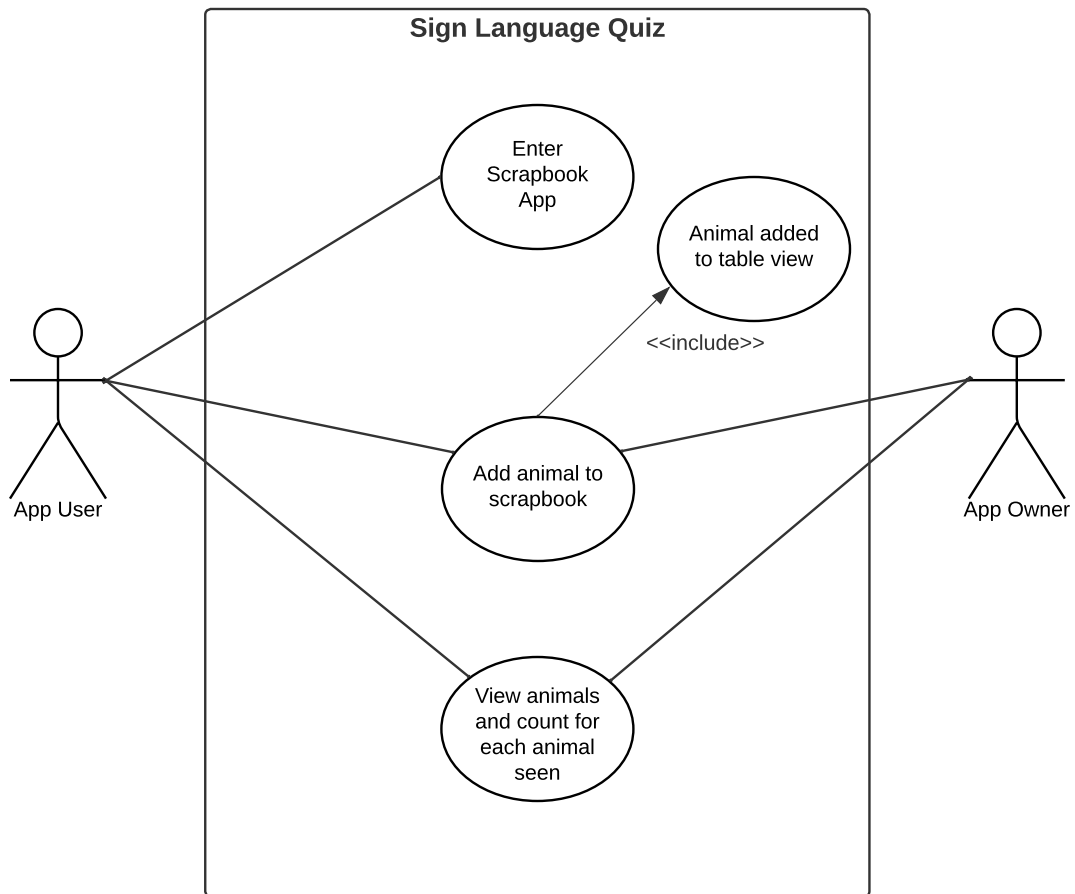 Sign Language Quiz
Enter
Scrapbook
App
Animal added
to table view
<<include>>
Add animal to
scrapbook
App User
App Owner
View animals
and count for
each animal
seen